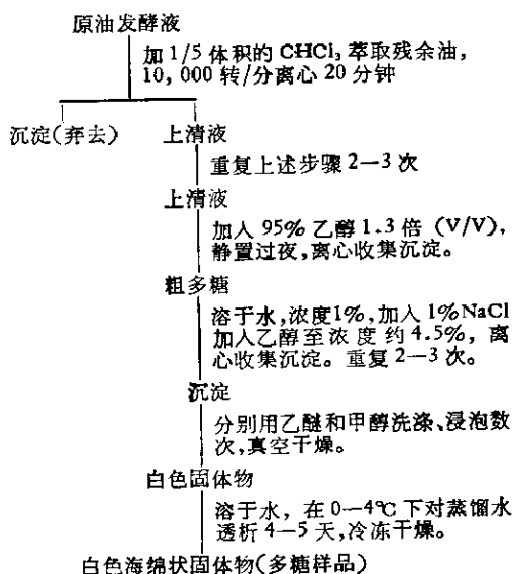 原油发酵液
加 1/5 体积的 CHCl₃ 萃取残余油,
10,000 转/分离心 20 分钟
沉淀(弃去) 上清液
重复上述步骤 2—3 次
上清液
加入 95% 乙醇 1.3 倍 (V/V),
静置过夜,离心收集沉淀。
粗多糖
溶于水,浓度1%,加入 1%NaCl
加入乙醇至浓度约 4.5%, 离
心收集沉淀。重复 2—3 次。
沉淀
分别用乙醚和甲醇洗涤、浸泡数
次,真空干燥。
白色固体物
溶于水, 在 0—4℃ 下对蒸馏水
透析 4—5 天,冷冻干燥。
白色海绵状固体物(多糖样品)